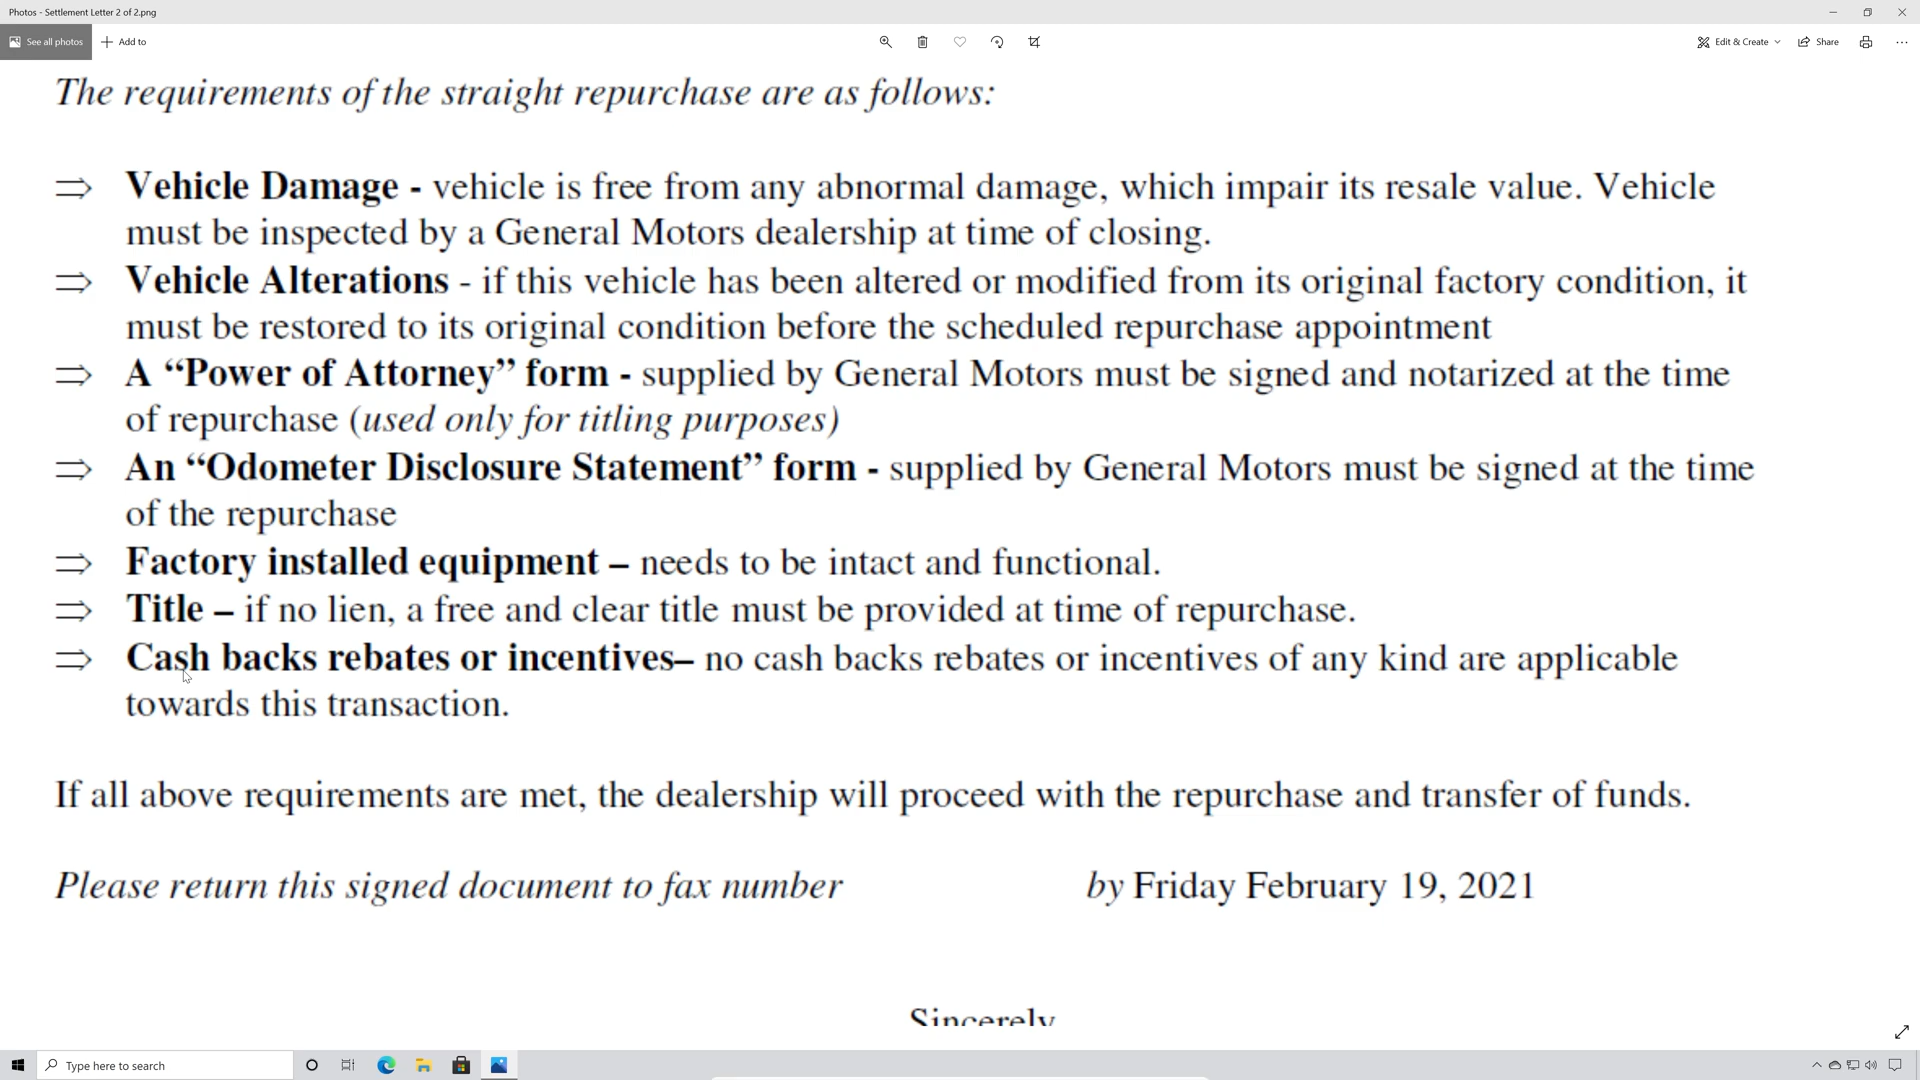 Photos - Settlement Letter 2 of 2.png
See all photos
Add to
Edit & Create
Share
The requirements of the straight repurchase are as follows:
⇒ Vehicle Damage - vehicle is free from any abnormal damage, which impair its resale value. Vehicle
must be inspected by a General Motors dealership at time of closing.
⇒ Vehicle Alterations - if this vehicle has been altered or modified from its original factory condition, it
must be restored to its original condition before the scheduled repurchase appointment
⇒ A “Power of Attorney” form - supplied by General Motors must be signed and notarized at the time
of repurchase (used only for titling purposes)
⇒ An “Odometer Disclosure Statement” form - supplied by General Motors must be signed at the time
of the repurchase
⇒ Factory installed equipment – needs to be intact and functional.
⇒ Title – if no lien, a free and clear title must be provided at time of repurchase.
⇒ Cash backs rebates or incentives– no cash backs rebates or incentives of any kind are applicable
towards this transaction.
If all above requirements are met, the dealership will proceed with the repurchase and transfer of funds.
Please return this signed document to fax number by Friday February 19, 2021
Sincerely
Type here to search